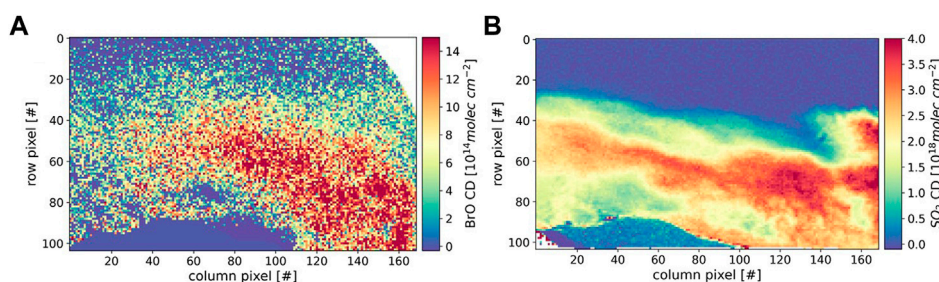 A
0
20
40
60
80
100
row pixel [#]
20 40 60 80 100 120 140 160
column pixel [#]
14
12
10
8
6
4
2
0
BrO CD [10¹⁴molec cm⁻²]
B
0
20
40
60
80
100
row pixel [#]
20 40 60 80 100 120 140 160
column pixel [#]
4.0
3.5
3.0
2.5
2.0
1.5
1.0
0.5
0.0
SO₂ CD [10¹⁸molec cm⁻²]